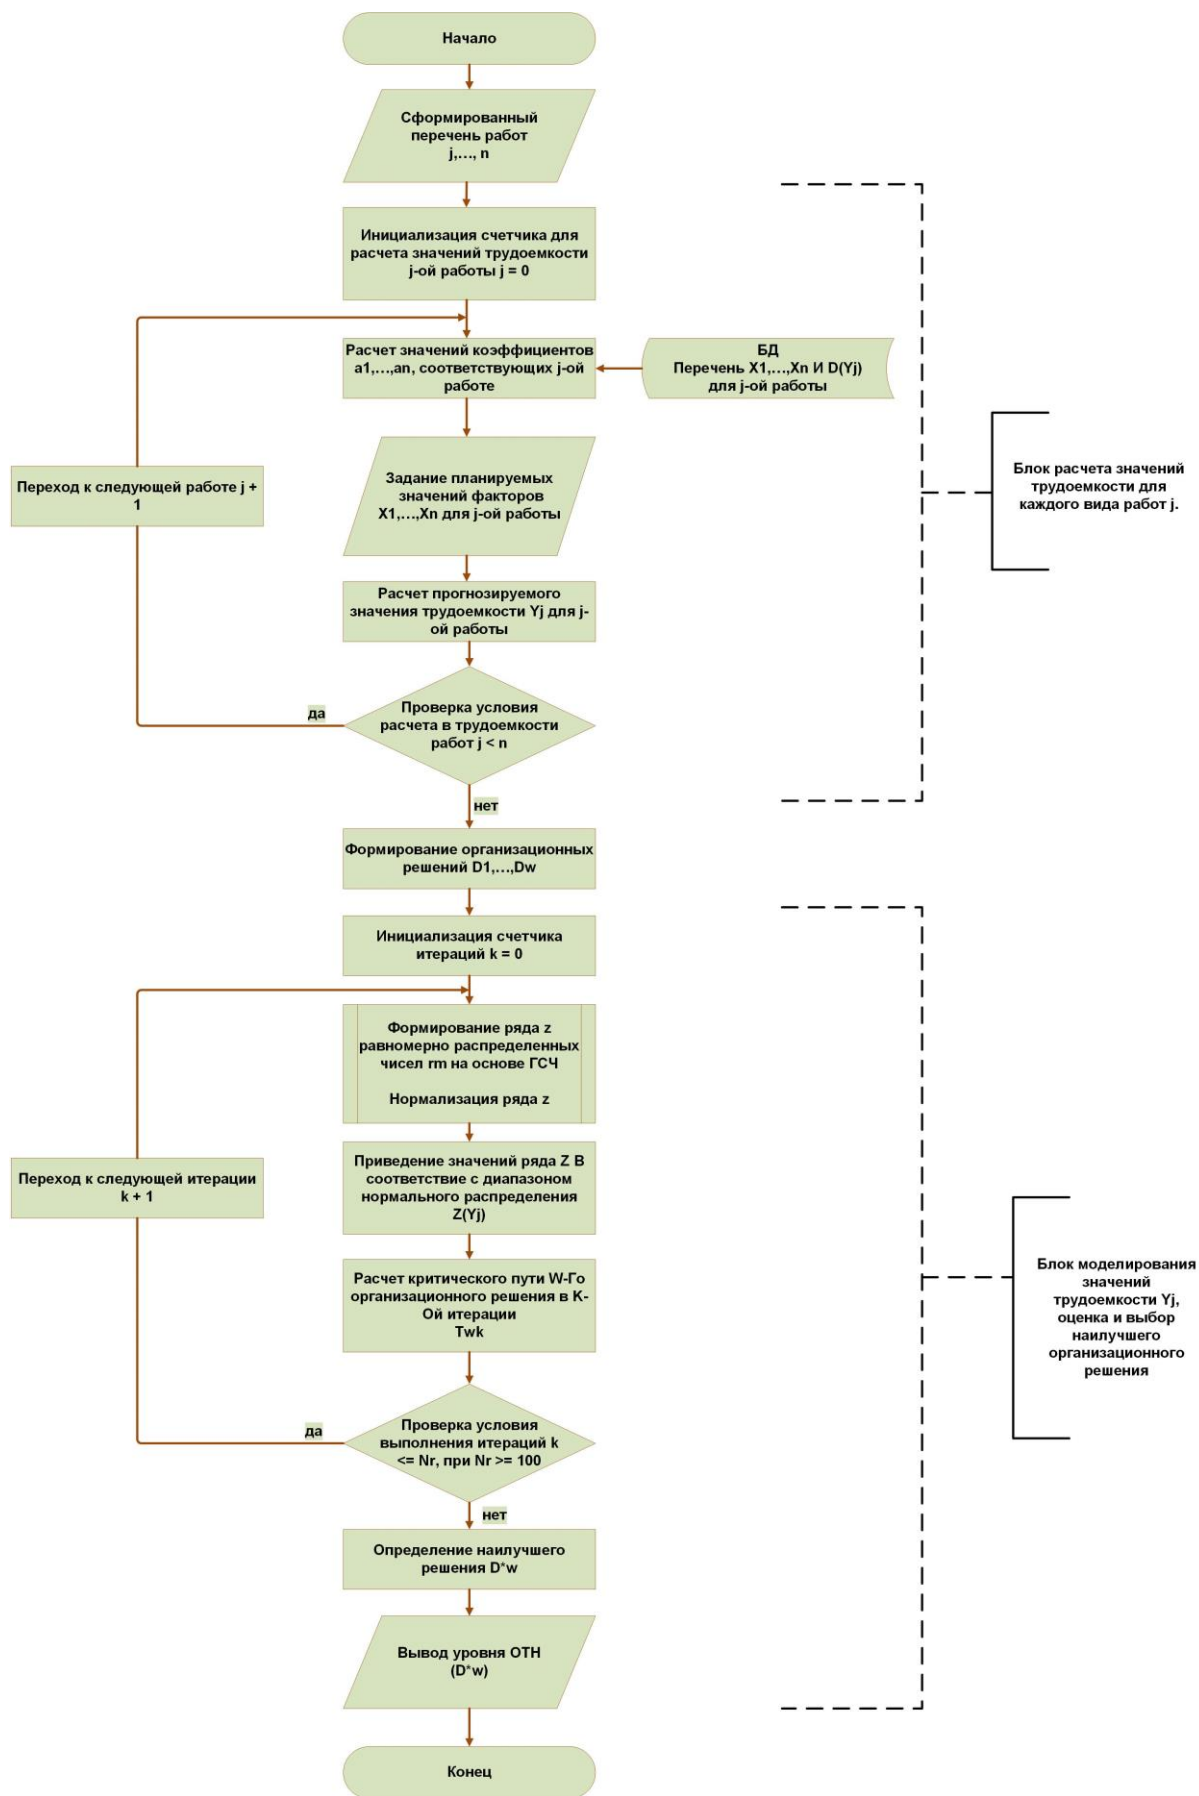 Начало
Сформированный
перечень работ
j,..., n
Инициализация счетчика для
расчета значений трудоемкости
j-ой работы j = 0
Расчет значений коэффициентов
a1,...,an, соответствующих j-ой
работе
БД
Перечень X1,...,Xn И D(Yj)
для j-ой работы
Задание планируемых
значений факторов
X1,...,Xn для j-ой работы
Переход к следующей работе j +
1
Блок расчета значений
трудоемкости для
каждого вида работ j.
Расчет прогнозируемого
значения трудоемкости Yj для j-
ой работы
да
Проверка условия
расчета в трудоемкости
работ j < n
нет
Формирование организационных
решений D1,...,Dw
Инициализация счетчика
итераций k = 0
Формирование ряда z
равномерно распределенных
чисел rm на основе ГСЧ
Нормализация ряда z
Переход к следующей итерации
k + 1
Приведение значений ряда Z В
соответствие с диапазоном
нормального распределения
Z(Yj)
Расчет критического пути W-Го
организационного решения в K-
Ой итерации
Twk
Блок моделирования
значений
трудоемкости Yj,
оценка и выбор
наилучшего
организационного
решения
да
Проверка условия
выполнения итераций k
<= Nr, при Nr >= 100
нет
Определение наилучшего
решения D*w
Вывод уровня ОТН
(D*w)
Конец